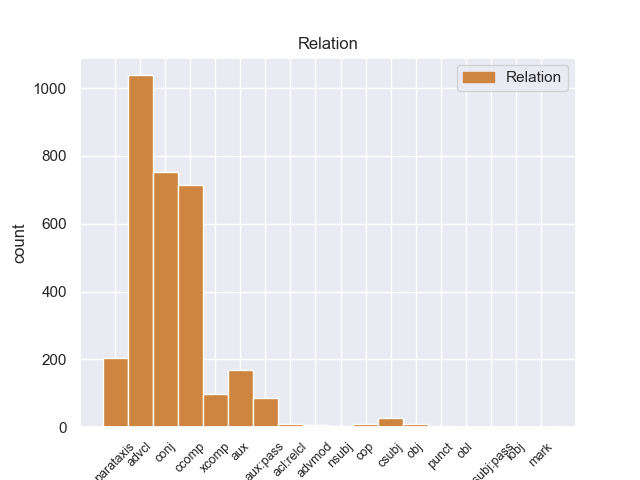 Relation
Relation
count
1000
800
600
400
200
0
parataxis
advcl
conj
ccomp
xcomp
aux
aux:pass
acl:relcl
advmod
nsubj
cop
csubj
obj
punct
obl
subj:pass
iobj
mark